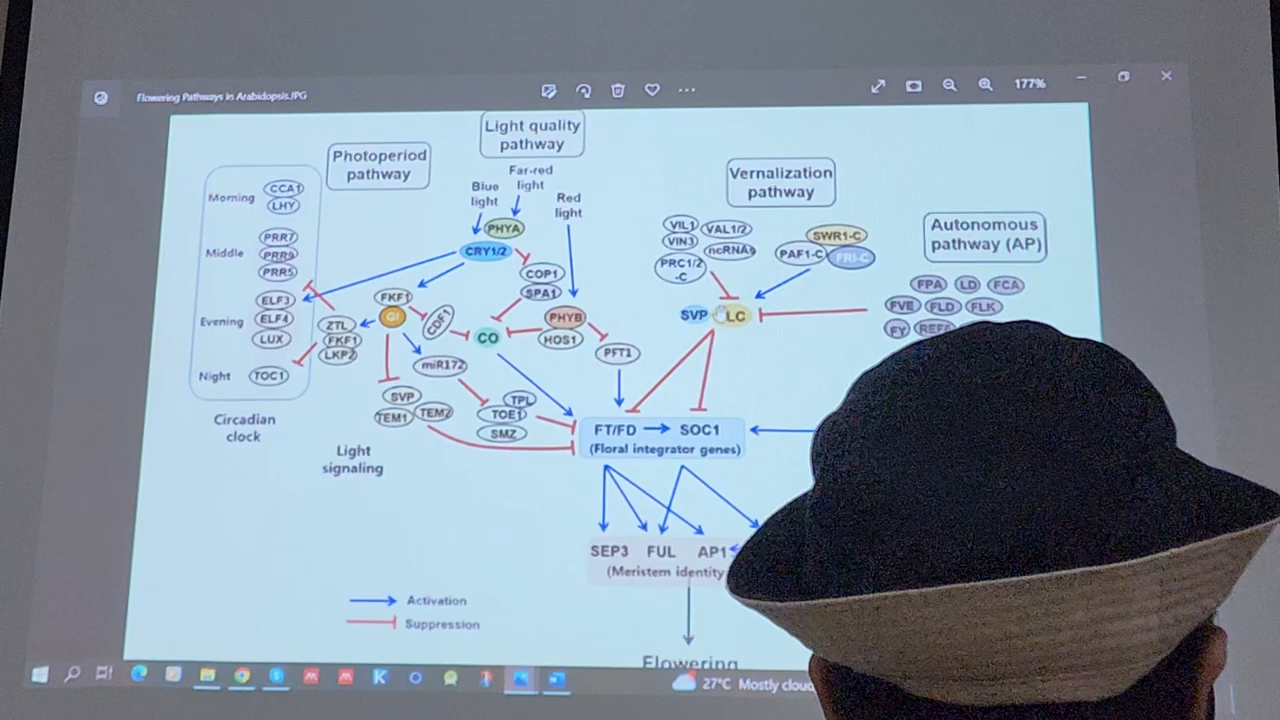 Flowering Pathways in Arabidopsis.JPG
177%
Light quality
pathway
Photoperiod
pathway
Vernalization
pathway
Autonomous
pathway (AP)
Far-red
light
Blue
light
Red
light
Morning
CCA1
LHY
Middle
PRR7
PRR9
PRR5
Evening
ELF3
ELF4
LUX
Night
TOC1
Circadian
clock
PHYA
CRY1/2
COP1
SPA1
FKF1
GI
CDF1
CO
PHYB
HOS1
PFT1
ZTL
FKF1
LKP2
miR172
SVP
TEM1
TEM2
TPL
TOE1
SMZ
Light
signaling
VIL1
VAL1/2
VIN3
ncRNAs
PRC1/2
-C
SWR1-C
PAF1-C
FRI-C
SVP
LC
FPA
LD
FCA
FVE
FLD
FLK
FY
FT/FD
SOC1
(Floral integrator genes)
SEP3
FUL
AP1
(Meristem identity
Activation
Suppression
Flowering
27°C
Mostly